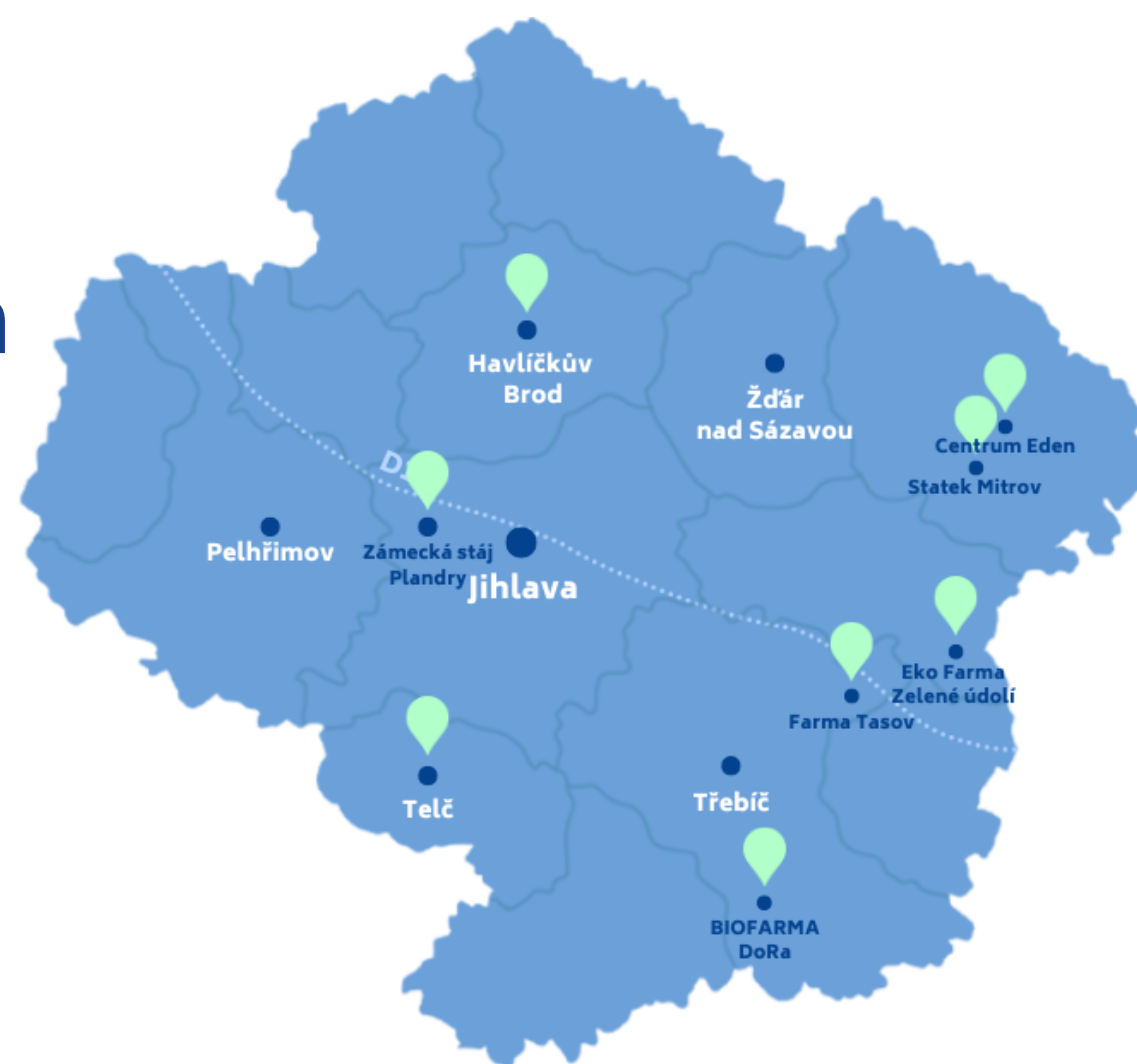 Havlíčkův
Brod
Žďár
nad Sázavou
Centrum Eden
Statek Mitrov
Pelhřimov
Zámecká stáj
Plandry
Jihlava
Eko Farma
Zelené údolí
Farma Tasov
Telč
Třebíč
BIOFARMA
DoRa